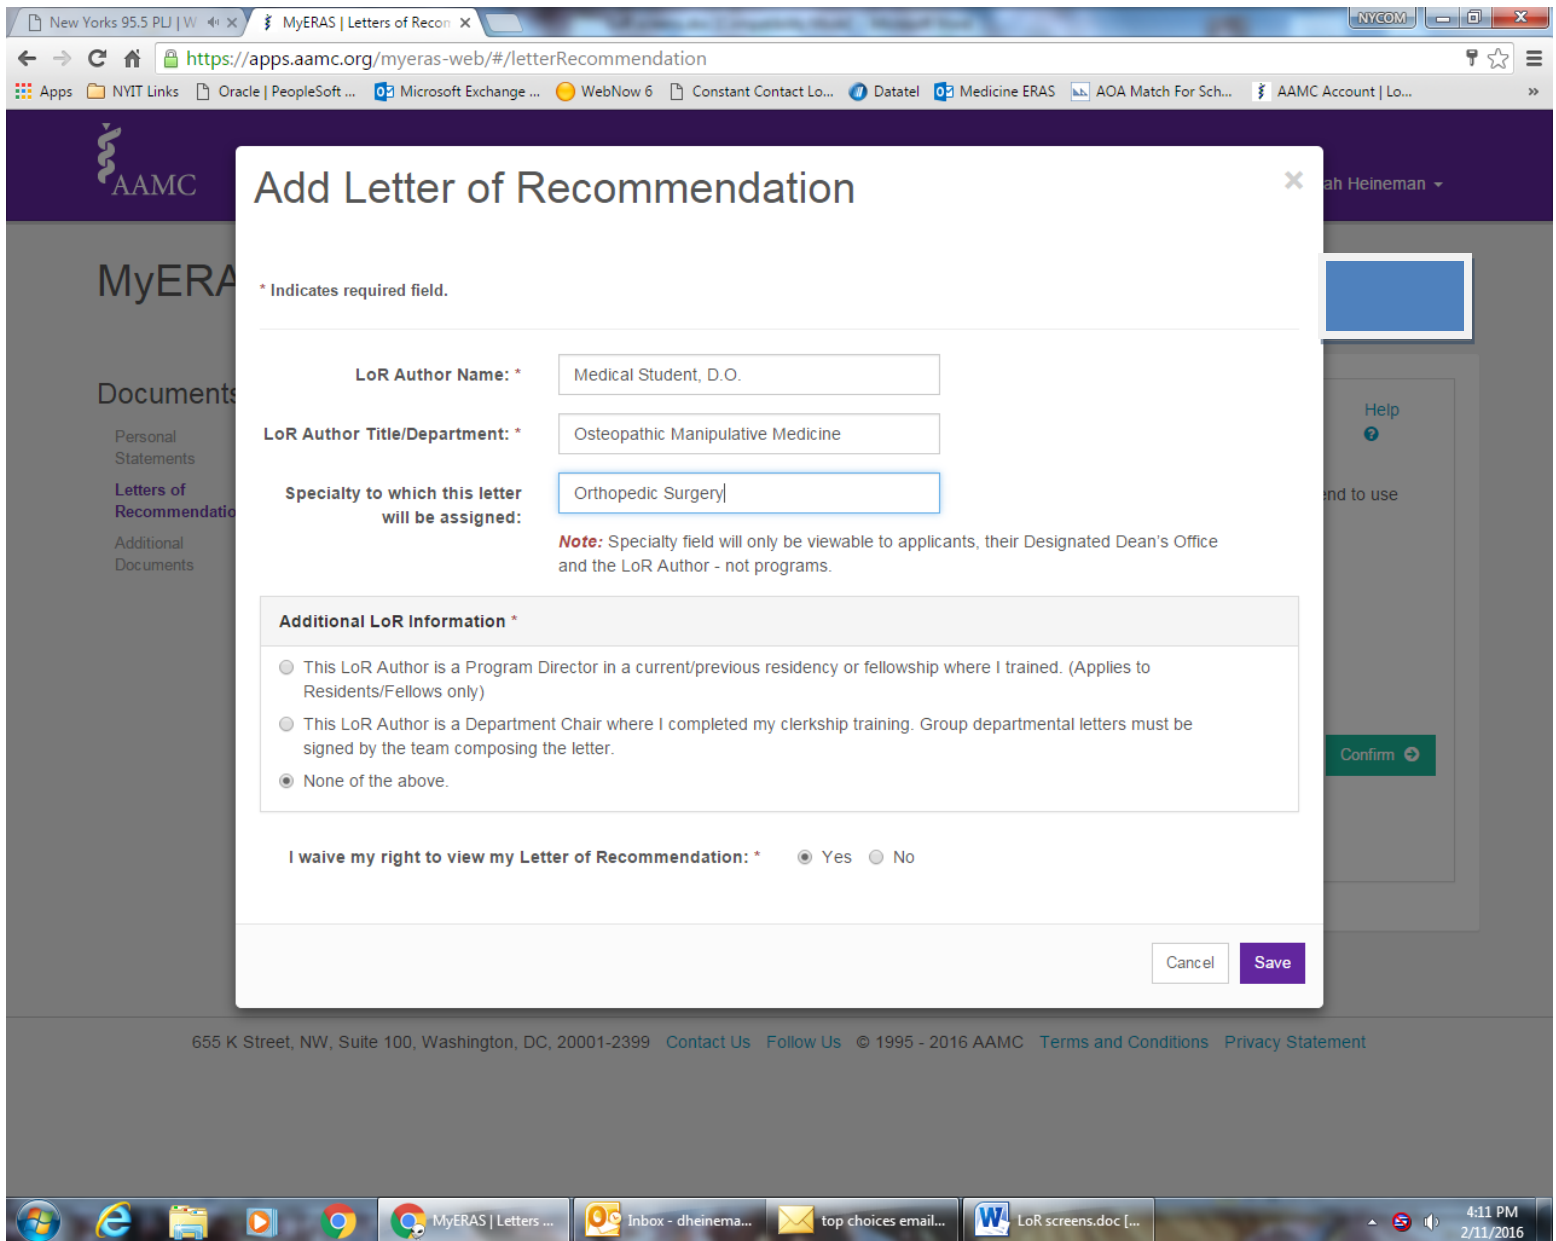 New Yorks 95.5 PLJ | W
MyERAS | Letters of Recon
NYCOM
https://apps.aamc.org/myeras-web/#/letterRecommendation
Apps NYIT Links Oracle | PeopleSoft ... Microsoft Exchange ... WebNow 6 Constant Contact Lo... Datatel Medicine ERAS AOA Match For Sch... AAMC Account | Lo... »
AAMC
Add Letter of Recommendation
×
ah Heineman
MyERA
* Indicates required field.
LoR Author Name: * Medical Student, D.O.
Documents
Help
LoR Author Title/Department: * Osteopathic Manipulative Medicine
Personal
Statements
Letters of
Recommendatio
Additional
Documents
Specialty to which this letter
will be assigned:
Orthopedic Surgery
end to use
Note: Specialty field will only be viewable to applicants, their Designated Dean's Office
and the LoR Author - not programs.
Additional LoR Information *
This LoR Author is a Program Director in a current/previous residency or fellowship where I trained. (Applies to
Residents/Fellows only)
This LoR Author is a Department Chair where I completed my clerkship training. Group departmental letters must be
signed by the team composing the letter.
None of the above.
Confirm
I waive my right to view my Letter of Recommendation: * Yes No
Cancel Save
655 K Street, NW, Suite 100, Washington, DC, 20001-2399 Contact Us Follow Us © 1995 - 2016 AAMC Terms and Conditions Privacy Statement
MyERAS | Letters ... Inbox - dheinema... top choices email... LoR screens.doc [...
4:11 PM
2/11/2016